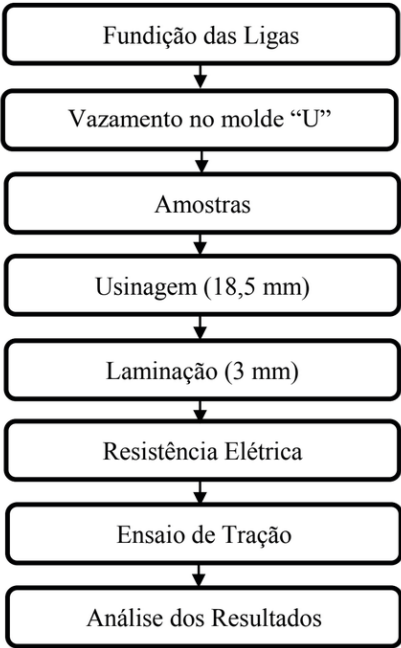 Fundição das Ligas
Vazamento no molde “U”
Amostras
Usinagem (18,5 mm)
Laminação (3 mm)
Resistência Elétrica
Ensaio de Tração
Análise dos Resultados